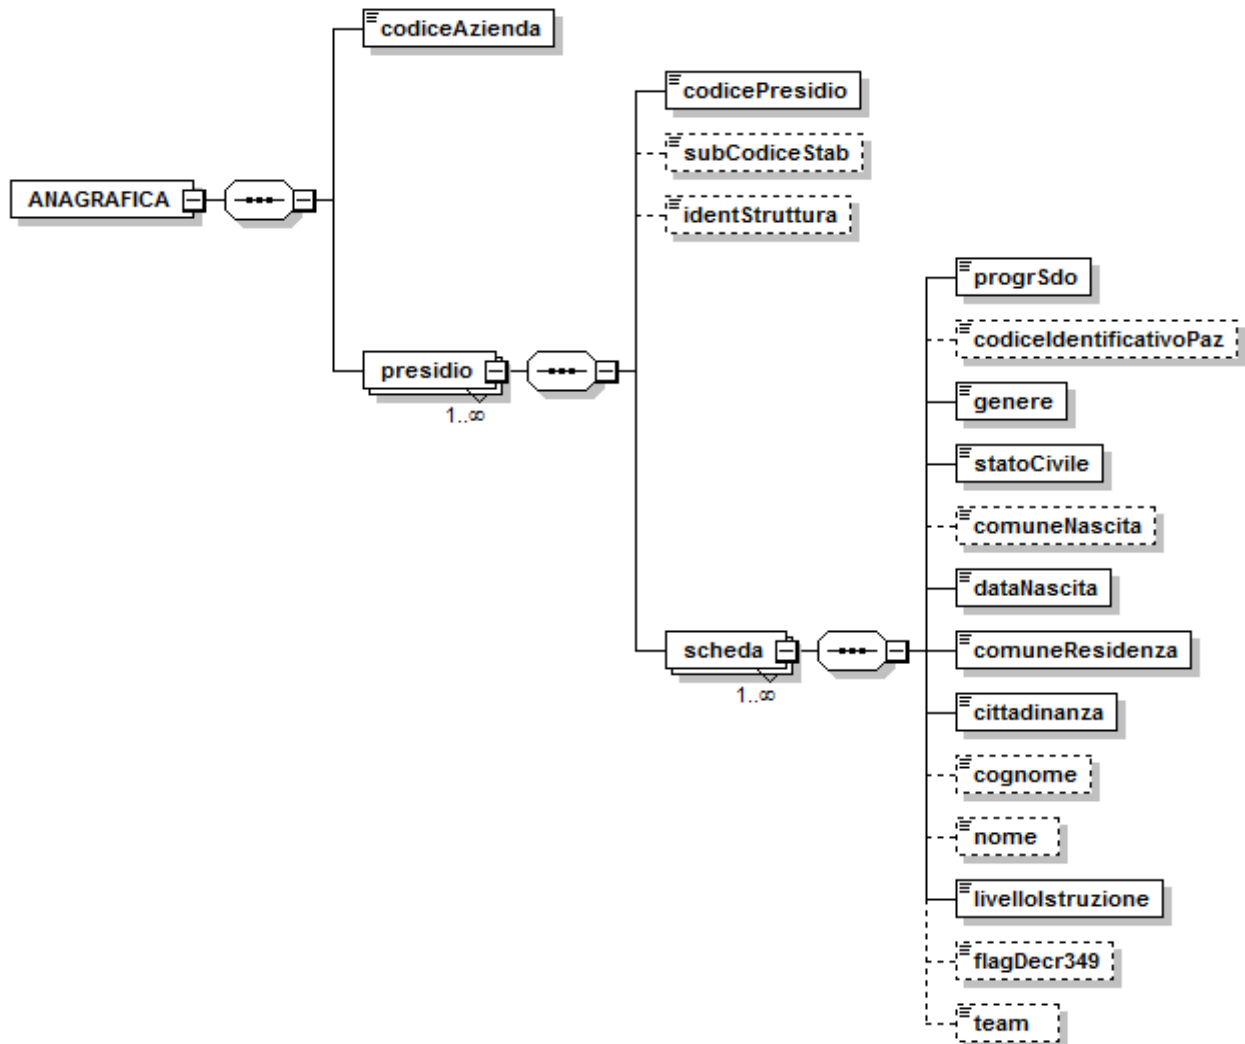 codiceAzienda
codicePresidio
subCodiceStab
ANAGRAFICA
identStruttura
progrSdo
codiceIdentificativoPaz
presidio
1..∞
genere
statoCivile
comuneNascita
dataNascita
scheda
1..∞
comuneResidenza
cittadinanza
cognome
nome
livelloIstruzione
flagDecr349
team